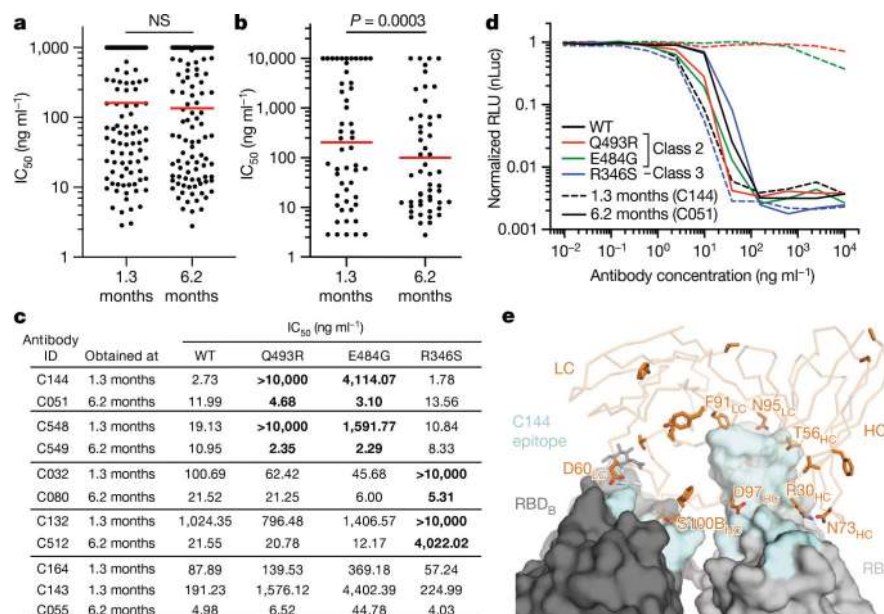 a
NS
IC50 (ng ml−1)
1,000
100
10
1
1.3 months
6.2 months
b
P = 0.0003
IC50 (ng ml−1)
10,000
1,000
100
10
1
1.3 months
6.2 months
d
Normalized RLU (nLuc)
1
0.1
0.01
0.001
WT
Q493R
E484G
Class 2
R346S
Class 3
1.3 months (C144)
6.2 months (C051)
10−2 10−1 100 101 102 103 104
Antibody concentration (ng ml−1)
c
IC50 (ng ml−1)
Antibody ID Obtained at WT Q493R E484G R346S
C144 1.3 months 2.73 >10,000 4,114.07 1.78
C051 6.2 months 11.99 4.68 3.10 13.56
C548 1.3 months 19.13 >10,000 1,591.77 10.84
C549 6.2 months 10.95 2.35 2.29 8.33
C032 1.3 months 100.69 62.42 45.68 >10,000
C080 6.2 months 21.52 21.25 6.00 5.31
C132 1.3 months 1,024.35 796.48 1,406.57 >10,000
C512 6.2 months 21.55 20.78 12.17 4,022.02
C164 1.3 months 87.89 139.53 369.18 57.24
C143 1.3 months 191.23 1,576.12 4,402.39 224.99
C055 6.2 months 4.98 6.52 44.78 4.03
e
LC
F91LC
N95LC
C144 epitope
T56HC
HC
D60LC
RBDB
D97HC
R30HC
S100BHC
N73HC
RB